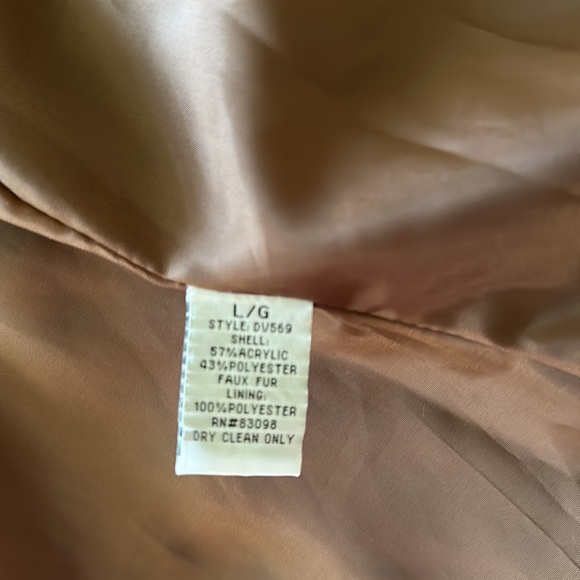 L/G
STYLE: DV569
SHELL:
57%ACRYLIC
43%POLYESTER
FAUX FUR
LINING:
100%POLYESTER
RN#83098
DRY CLEAN ONLY